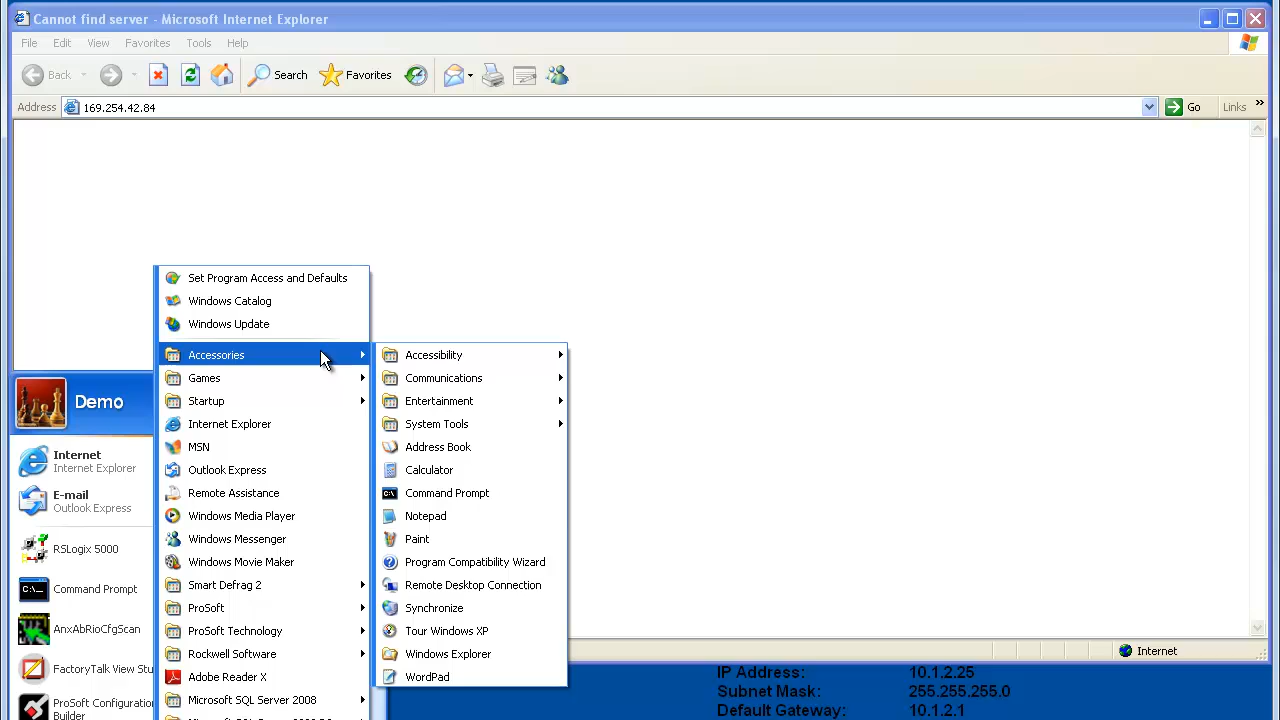 Cannot find server - Microsoft Internet Explorer
File Edit View Favorites Tools Help
Back Search Favorites
Address 169.254.42.84 Go Links »
Set Program Access and Defaults
Windows Catalog
Windows Update
Accessories
Games
Startup
Internet Explorer
MSN
Outlook Express
Remote Assistance
Windows Media Player
Windows Messenger
Windows Movie Maker
Smart Defrag 2
ProSoft
ProSoft Technology
Rockwell Software
Adobe Reader
Microsoft SQL Server 2008
Accessibility
Communications
Entertainment
System Tools
Address Book
Calculator
Command Prompt
Notepad
Paint
Program Compatibility Wizard
Remote Desktop Connection
Synchronize
Tour Windows XP
Windows Explorer
WordPad
Demo
Internet
Internet Explorer
E-mail
Outlook Express
RSLogix 5000
Command Prompt
AnxAbRioCfgScan
FactoryTalk View Stu
ProSoft Configuration
Builder
Internet
IP Address: 10.1.2.25
Subnet Mask: 255.255.255.0
Default Gateway: 10.1.2.1